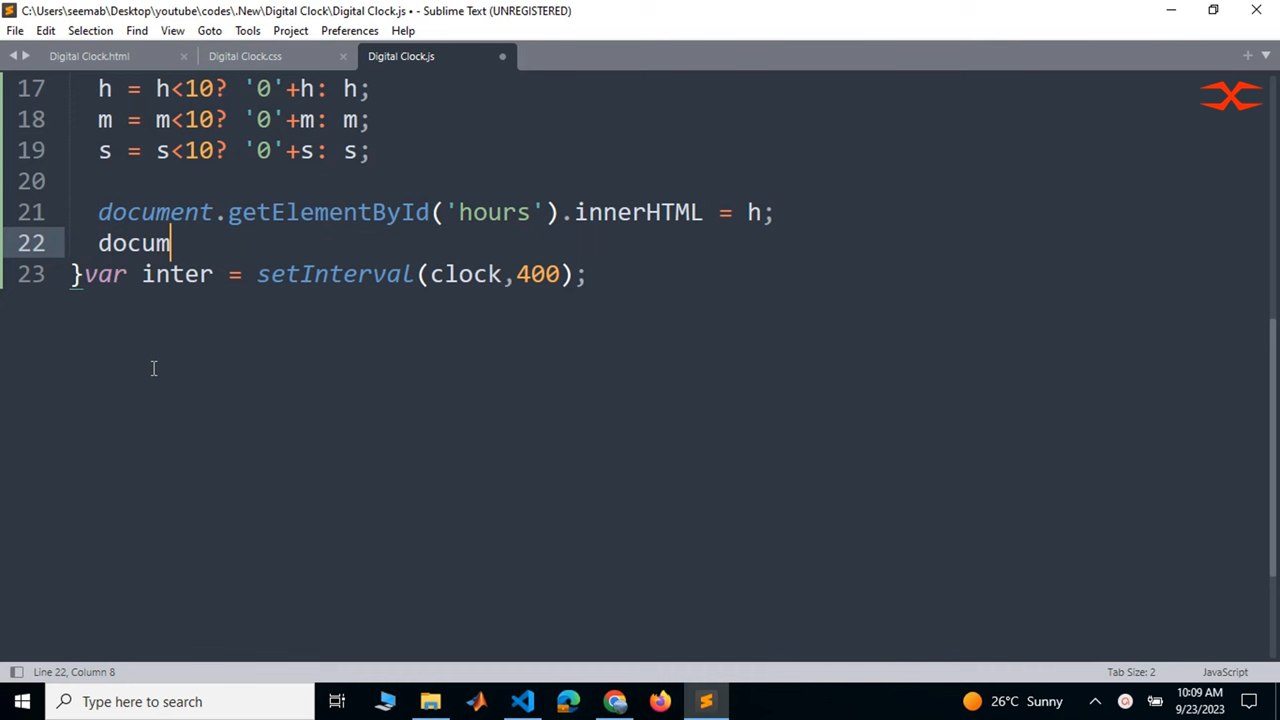 C:\Users\seemab\Desktop\youtube\codes\.New\Digital Clock\Digital Clock.js • - Sublime Text (UNREGISTERED)
File Edit Selection Find View Goto Tools Project Preferences Help
Digital Clock.html Digital Clock.css Digital Clock.js
17 h = h<10? '0'+h: h;
18 m = m<10? '0'+m: m;
19 s = s<10? '0'+s: s;
20
21 document.getElementById('hours').innerHTML = h;
22 docum
23 }var inter = setInterval(clock,400);
Line 22, Column 8 Tab Size: 2 JavaScript
Type here to search 26°C Sunny 10:09 AM
9/23/2023